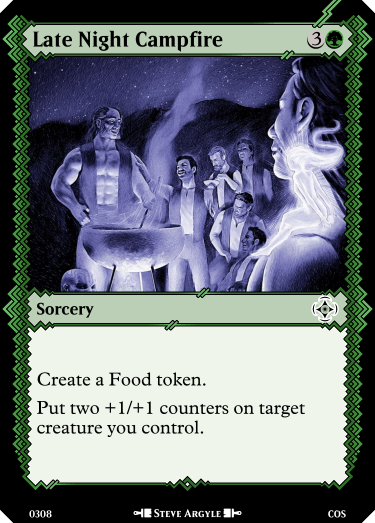 Late Night Campfire 3
Sorcery
Create a Food token.
Put two +1/+1 counters on target
creature you control.
0308 STEVE ARGYLE COS